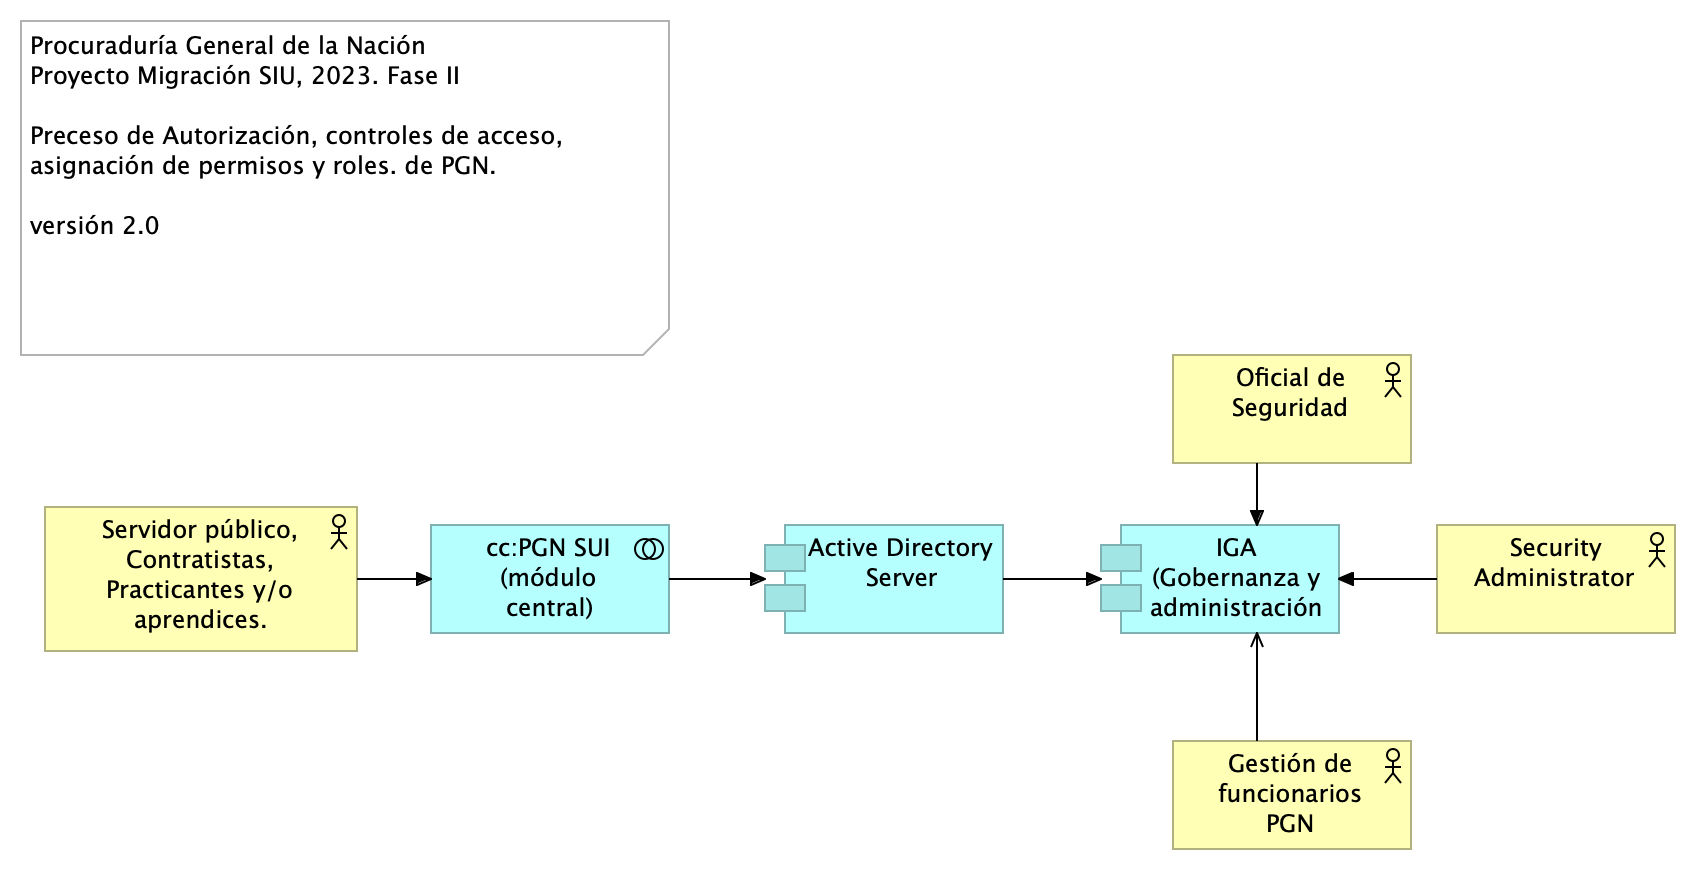 Procuraduría General de la Nación
Proyecto Migración SIU, 2023. Fase II
Preceso de Autorización, controles de acceso,
asignación de permisos y roles. de PGN.
versión 2.0
Oficial de
Seguridad
Servidor público,
Contratistas,
Practicantes y/o
aprendices.
cc:PGN SUI
(módulo
central)
Active Directory
Server
IGA
(Gobernanza y
administración
Security
Administrator
Gestión de
funcionarios
PGN